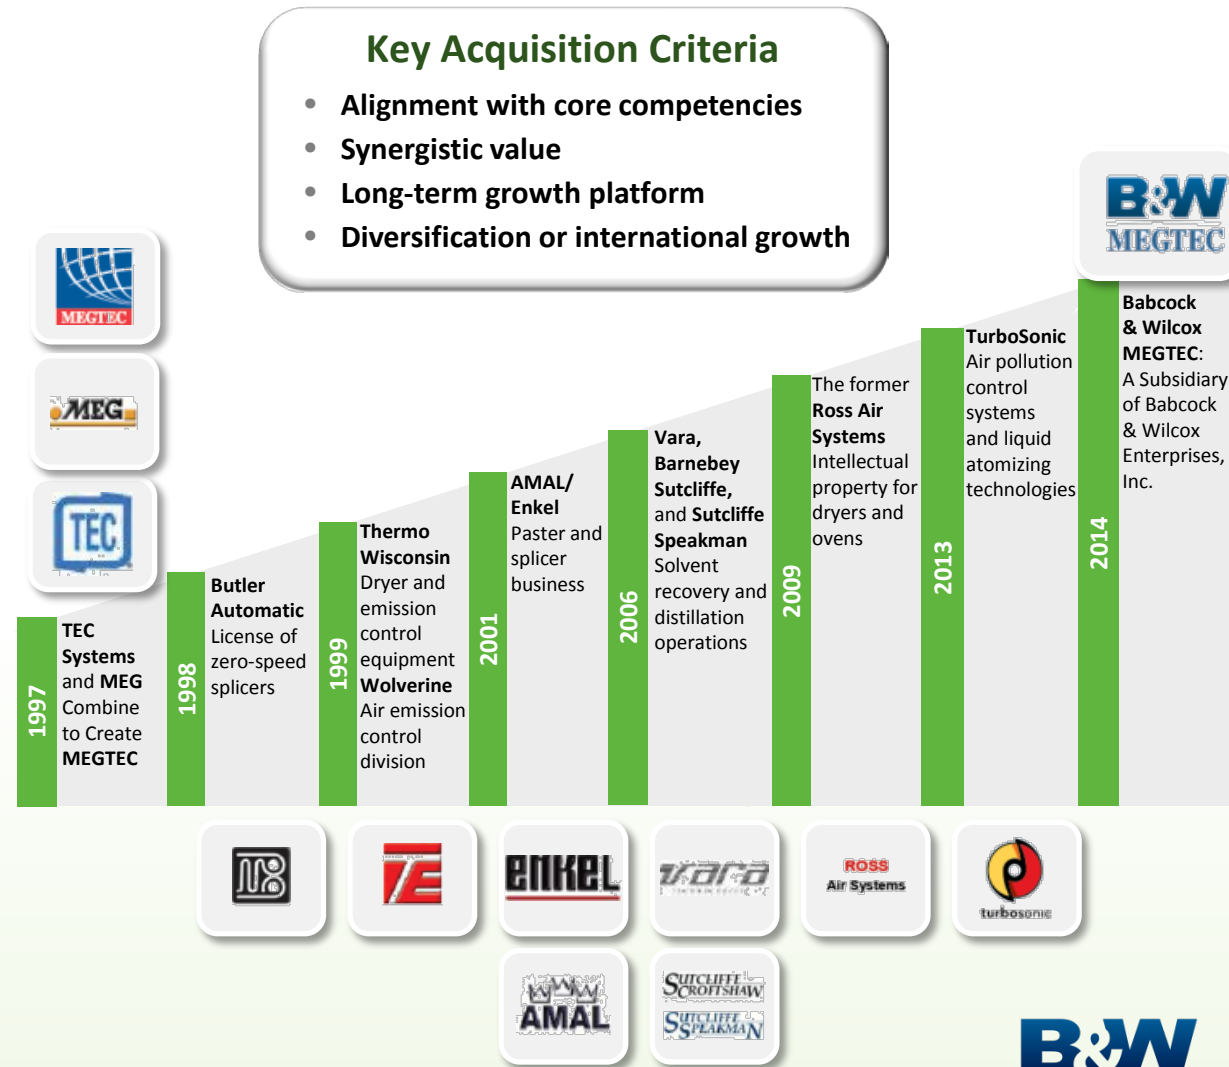 Key Acquisition Criteria
• Alignment with core competencies
• Synergistic value
• Long-term growth platform
• Diversification or international growth
B&W
MEGTEC
MEGTEC
MEG
TEC
1997
TEC
Systems
and MEG
Combine
to Create
MEGTEC
1998
Butler
Automatic
License of
zero-speed
splicers
1999
Thermo
Wisconsin
Dryer and
emission
control
equipment
Wolverine
Air emission
control
division
2001
AMAL/
Enkel
Paster and
splicer
business
2006
Vara,
Barnebey
Sutcliffe,
and Sutcliffe
Speakman
Solvent
recovery and
distillation
operations
2009
The former
Ross Air
Systems
Intellectual
property for
dryers and
ovens
2013
TurboSonic
Air pollution
control
systems
and liquid
atomizing
technologies
2014
Babcock
& Wilcox
MEGTEC:
A Subsidiary
of Babcock
& Wilcox
Enterprises,
Inc.
ENKEL
vara
ROSS
Air Systems
turbosonic
AMAL
SUTCLIFFE
CROFTSHAW
SUTCLIFFE
SPEAKMAN
B&W